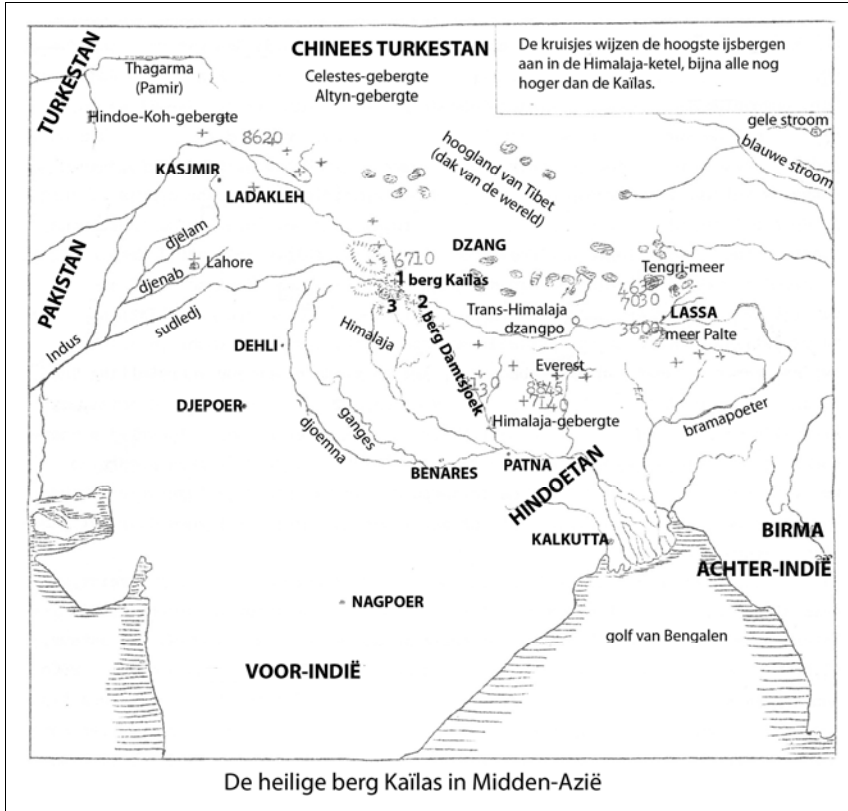 CHINEES TURKESTAN
De kruisjes wijzen de hoogste ijsbergen
aan in de Himalaja-ketel, bijna alle nog
hoger dan de Kaïlas.
TURKESTAN
Thagarma
(Pamir)
Celestes-gebergte
Altyn-gebergte
Hindoe-Koh-gebergte
8620
gele stroom
blauwe stroom
hoogland van Tibet
(dak van de wereld)
KASJMIR
LADAKLEH
djelam
DZANG
PAKISTAN
djenab
Lahore
6710
1 berg Kaïlas
Tengri-meer
7030
Indus
sudledj
3
2
berg Damtsjoek
Trans-Himalaja
dzangpo
LASSA
3600
meer Palte
DEHLI
Himalaja
Everest
8845
7140
DJEPOER
Himalaja-gebergte
bramapoeter
ganges
djoemna
BENARES
PATNA
HINDOETAN
KALKUTTA
BIRMA
ACHTER-INDIË
NAGPOER
golf van Bengalen
VOOR-INDIË
De heilige berg Kaïlas in Midden-Azië